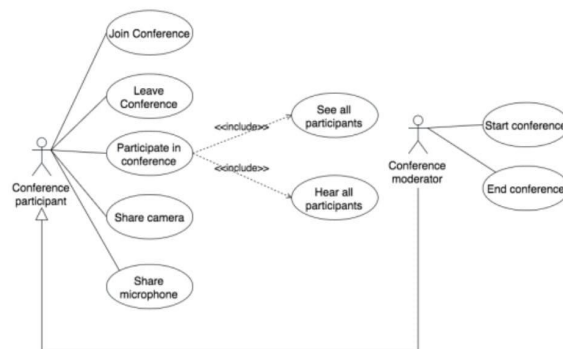 Join Conference
Leave
Conference
Participate in
conference
Share camera
Share
microphone
Conference
participant
<<include>>
<<include>>
See all
participants
Hear all
participants
Conference
moderator
Start conference
End conference